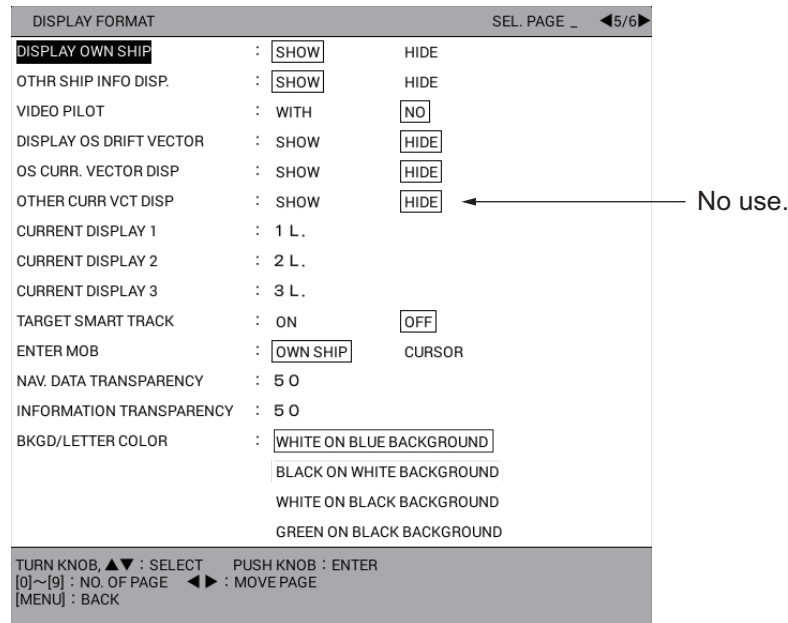 DISPLAY FORMAT SEL. PAGE _ ◀5/6▶
DISPLAY OWN SHIP : SHOW HIDE
OTHR SHIP INFO DISP. : SHOW HIDE
VIDEO PILOT : WITH NO
DISPLAY OS DRIFT VECTOR : SHOW HIDE
OS CURR. VECTOR DISP : SHOW HIDE
OTHER CURR VCT DISP : SHOW HIDE No use.
CURRENT DISPLAY 1 : 1 L.
CURRENT DISPLAY 2 : 2 L.
CURRENT DISPLAY 3 : 3 L.
TARGET SMART TRACK : ON OFF
ENTER MOB : OWN SHIP CURSOR
NAV. DATA TRANSPARENCY : 50
INFORMATION TRANSPARENCY : 50
BKGD/LETTER COLOR : WHITE ON BLUE BACKGROUND
BLACK ON WHITE BACKGROUND
WHITE ON BLACK BACKGROUND
GREEN ON BLACK BACKGROUND
TURN KNOB, ▲▼ : SELECT PUSH KNOB : ENTER
[0]～[9] : NO. OF PAGE ◀ ▶ : MOVE PAGE
[MENU] : BACK